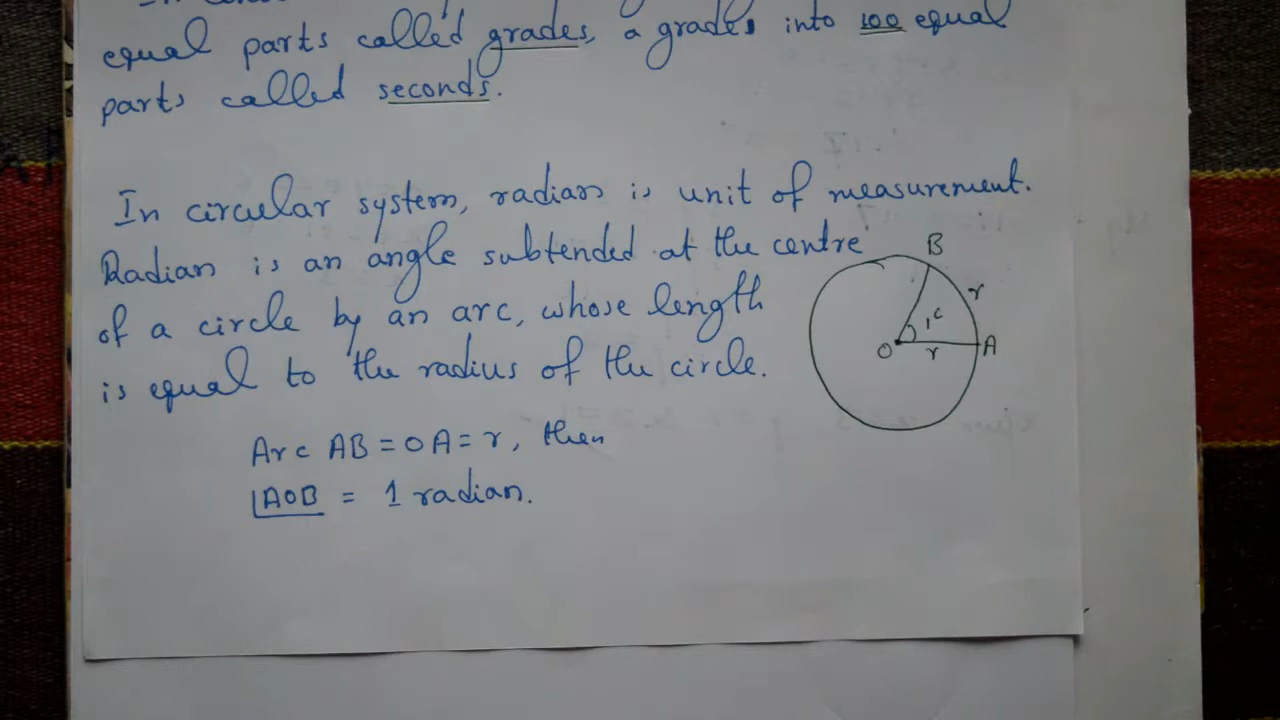 equal parts called grades, a grades into 100 equal
parts called seconds.
In circular system, radian is unit of measurement.
Radian is an angle subtended at the centre
of a circle by an arc, whose length
is equal to the radius of the circle.
B
r
1ᶜ
O
r
A
Arc AB = OA = r, then
∠AOB = 1 radian.